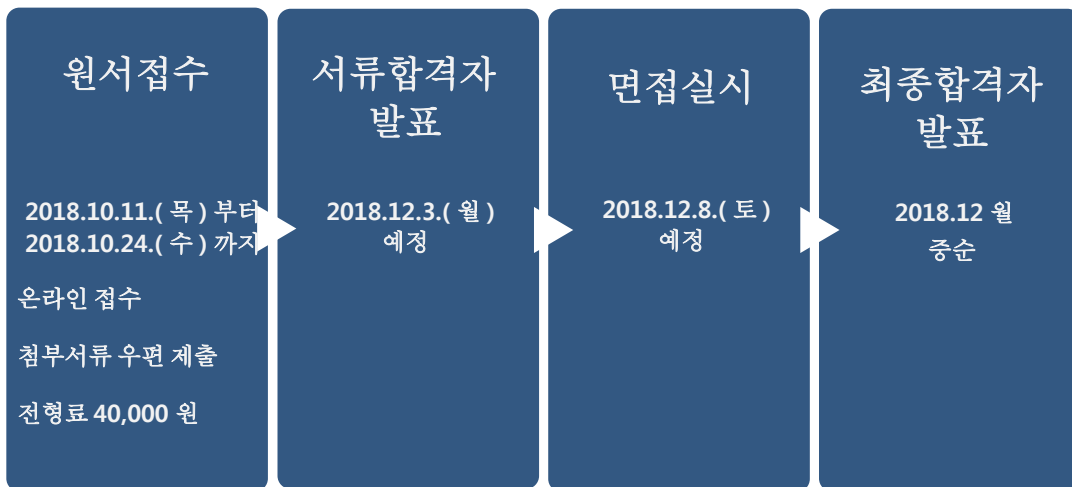 원서접수
2018.10.11.( 목 ) 부터
2018.10.24.( 수 ) 까지
온라인 접수
첨부서류 우편 제출
전형료 40,000 원
서류합격자
발표
2018.12.3.( 월 )
예정
면접실시
2018.12.8.( 토 )
예정
최종합격자
발표
2018.12 월
중순